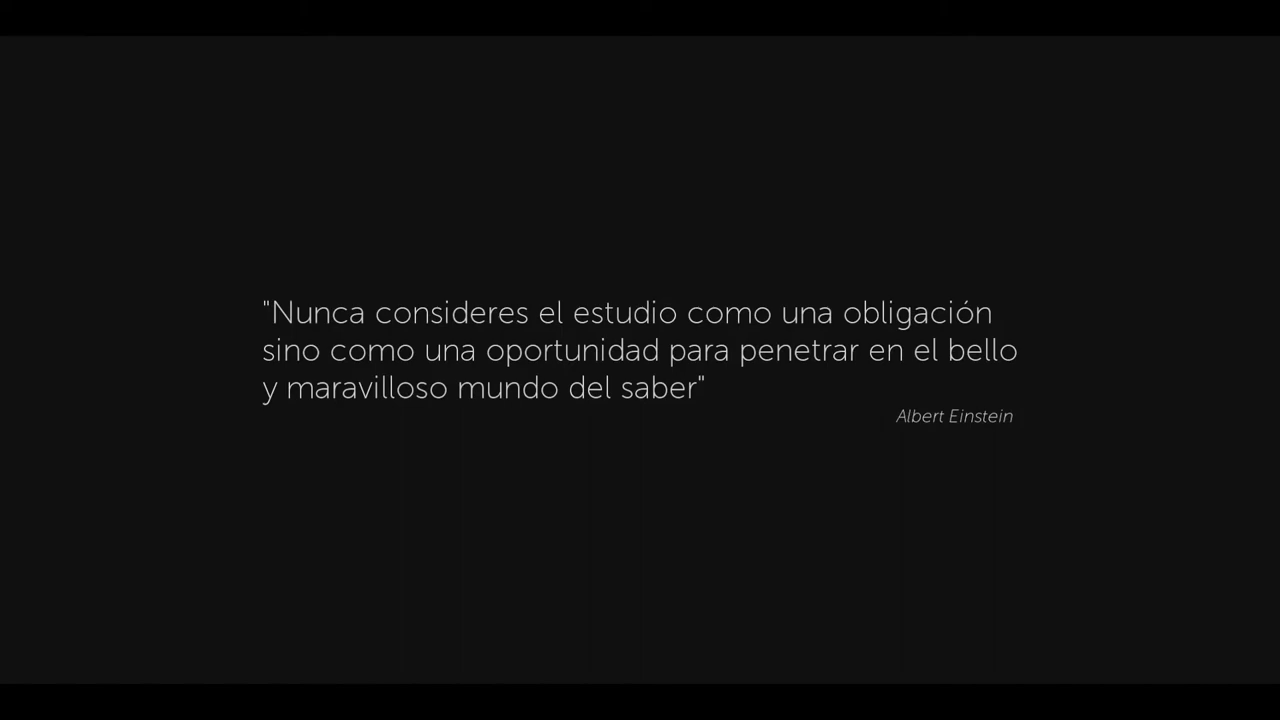 "Nunca consideres el estudio como una obligación
sino como una oportunidad para penetrar en el bello
y maravilloso mundo del saber"
Albert Einstein